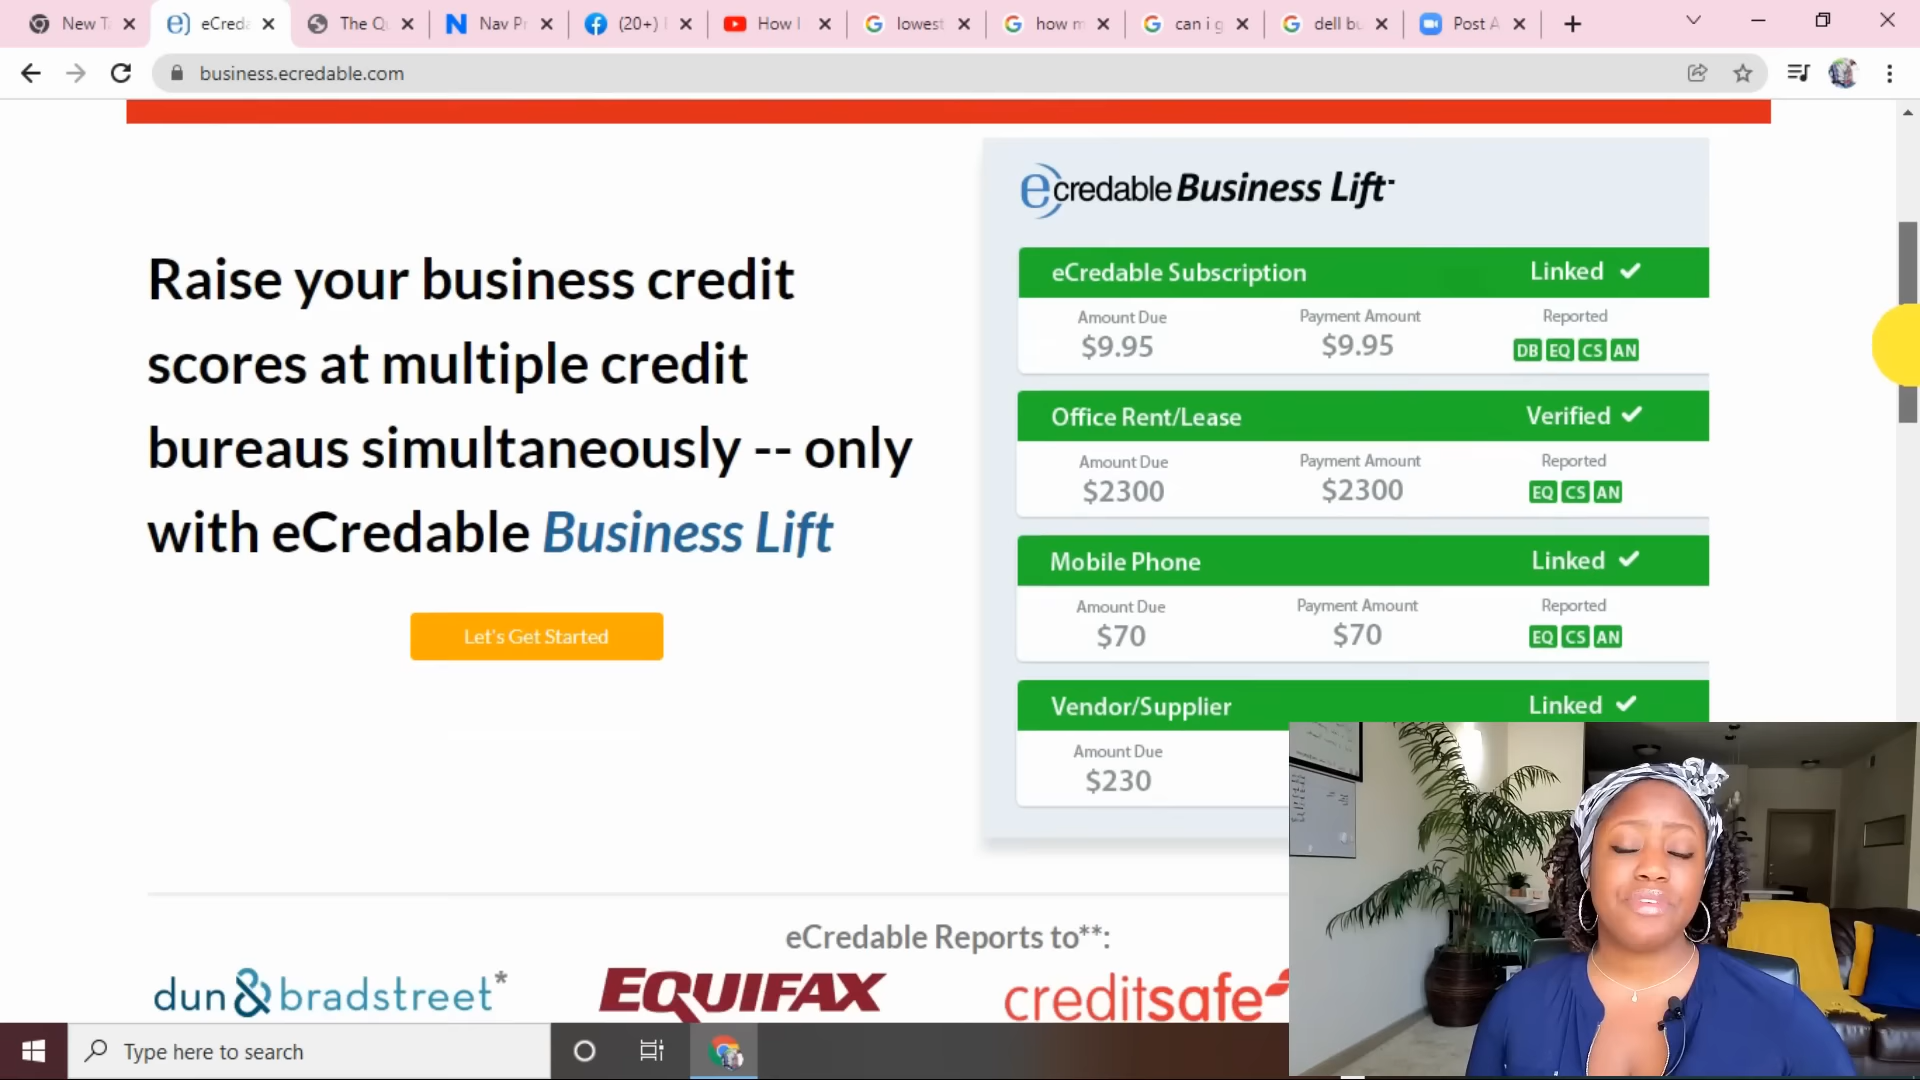 New T
eCreda
The Q
Nav Pr
(20+)
How I
lowest
how m
can i g
dell bu
Post A
business.ecredable.com
Raise your business credit
scores at multiple credit
bureaus simultaneously -- only
with eCredable Business Lift
Let's Get Started
ecredable Business Lift
eCredable Subscription Linked
Amount Due Payment Amount Reported
$9.95 $9.95 DB EQ CS AN
Office Rent/Lease Verified
Amount Due Payment Amount Reported
$2300 $2300 EQ CS AN
Mobile Phone Linked
Amount Due Payment Amount Reported
$70 $70 EQ CS AN
Vendor/Supplier Linked
Amount Due
$230
eCredable Reports to**:
dun & bradstreet*
EQUIFAX
creditsafe
Type here to search